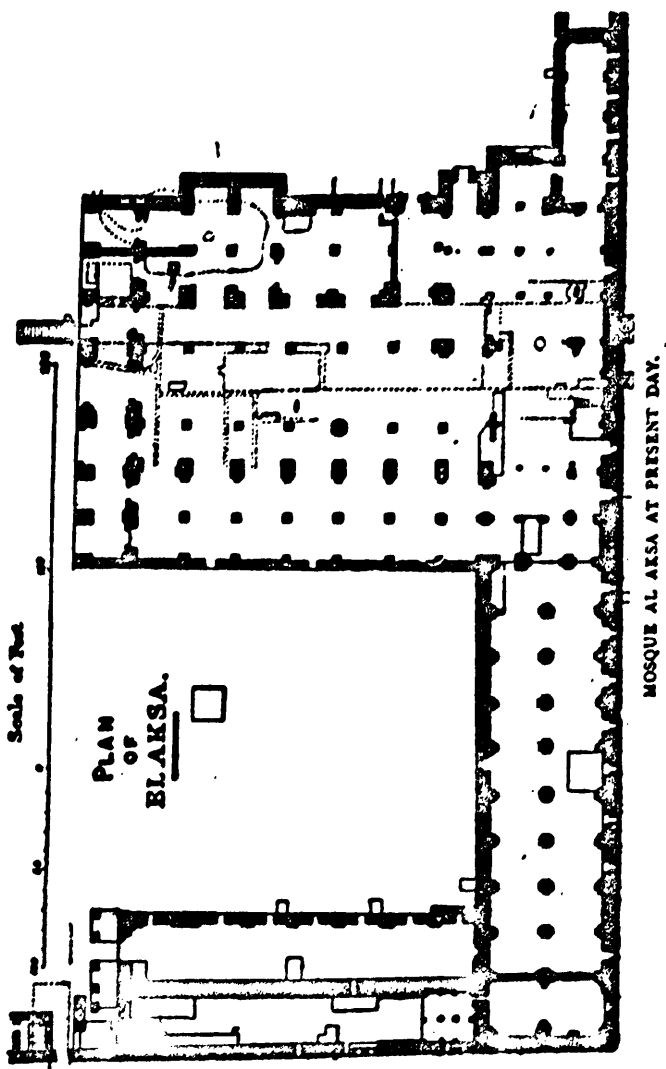 Scale of Feet
PLAN
OF
EL AKSA.
MOSQUE AL AKSA AT PRESENT DAY.